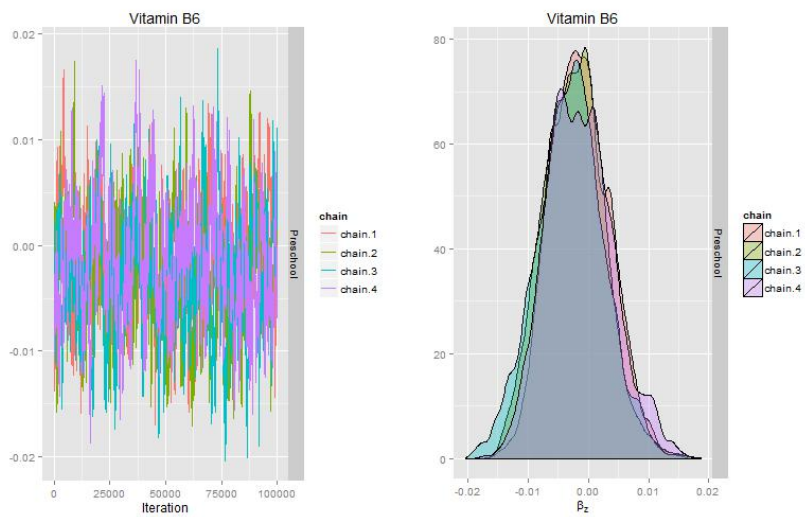 Vitamin B6
0.02
0.01
0.00
-0.01
-0.02
0
25000
50000
75000
100000
Iteration
Preschool
chain
chain.1
chain.2
chain.3
chain.4
Vitamin B6
80
60
40
20
0
-0.02
-0.01
0.00
0.01
0.02
βz
Preschool
chain
chain.1
chain.2
chain.3
chain.4